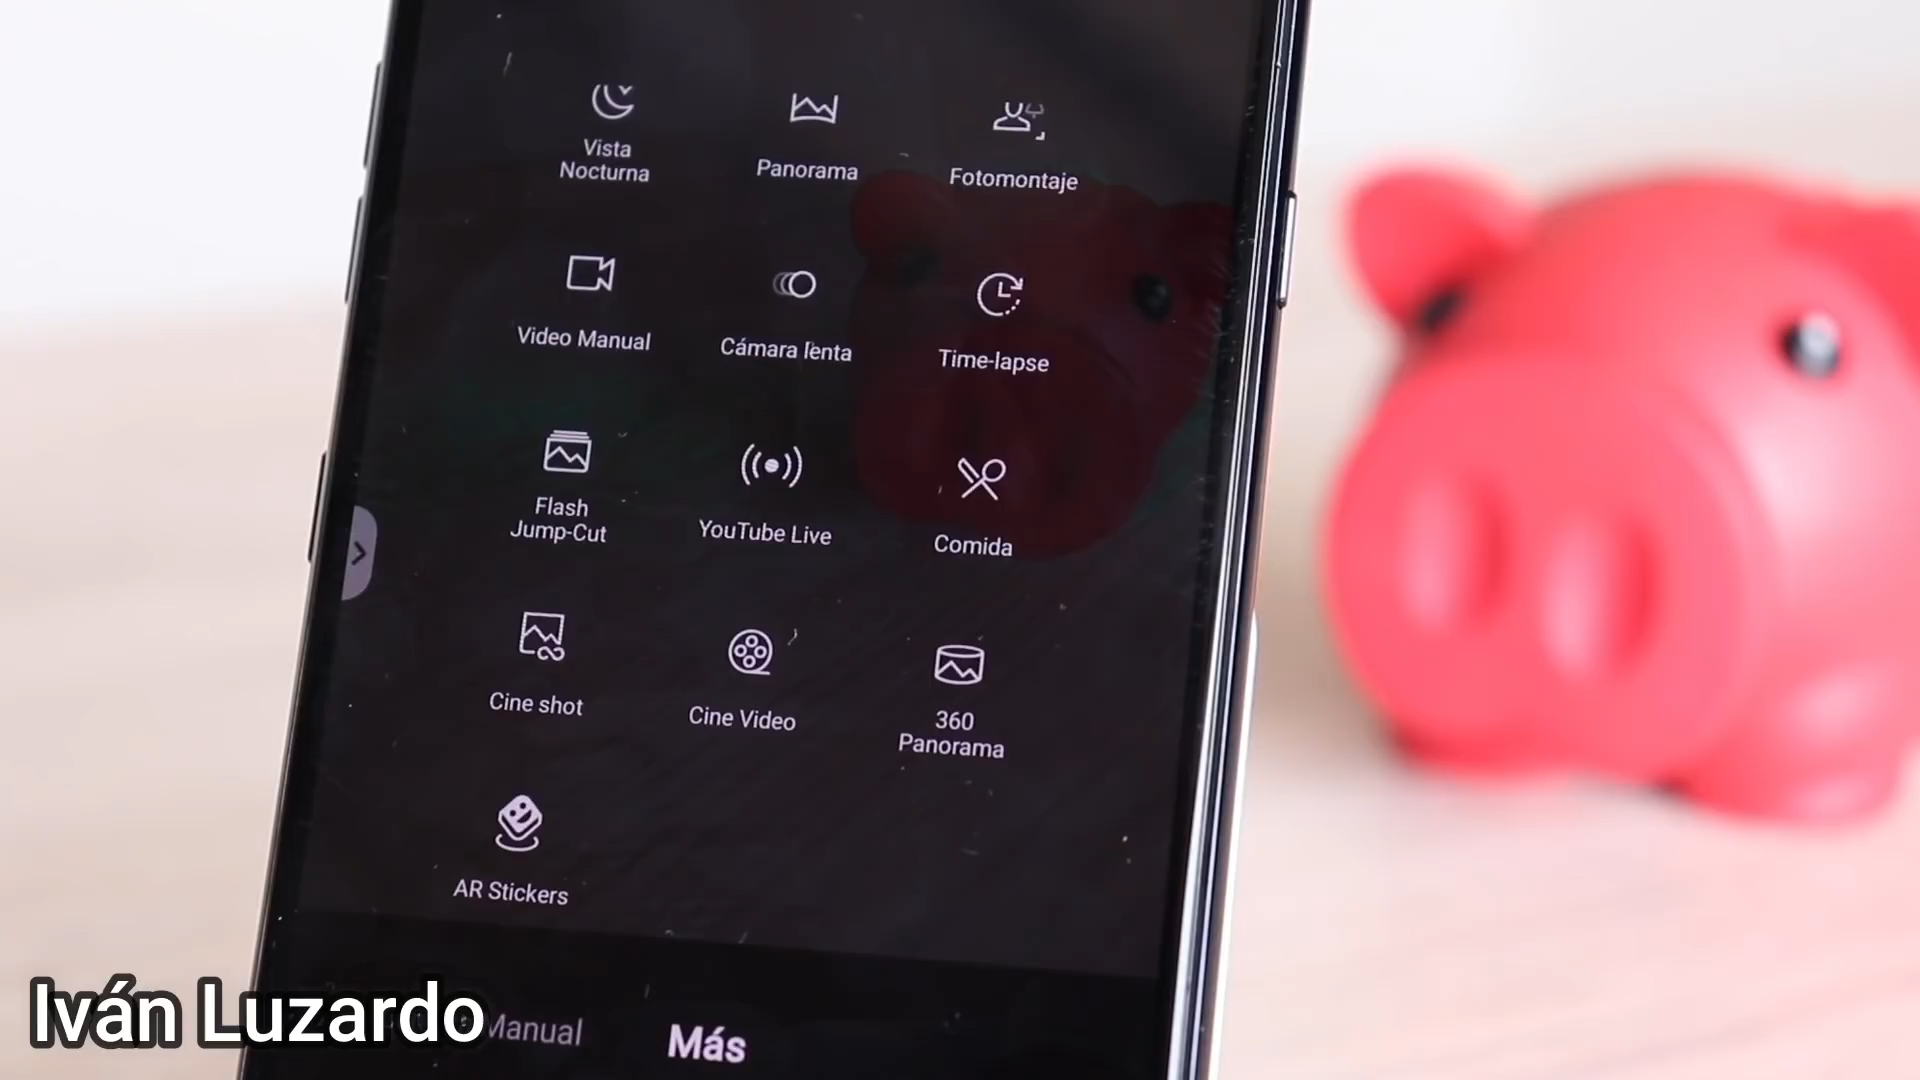 Vista
Nocturna
Panorama
Fotomontaje
Video Manual
Cámara lenta
Time-lapse
Flash
Jump-Cut
YouTube Live
Comida
Cine shot
Cine Video
360
Panorama
AR Stickers
Manual
Más
Iván Luzardo